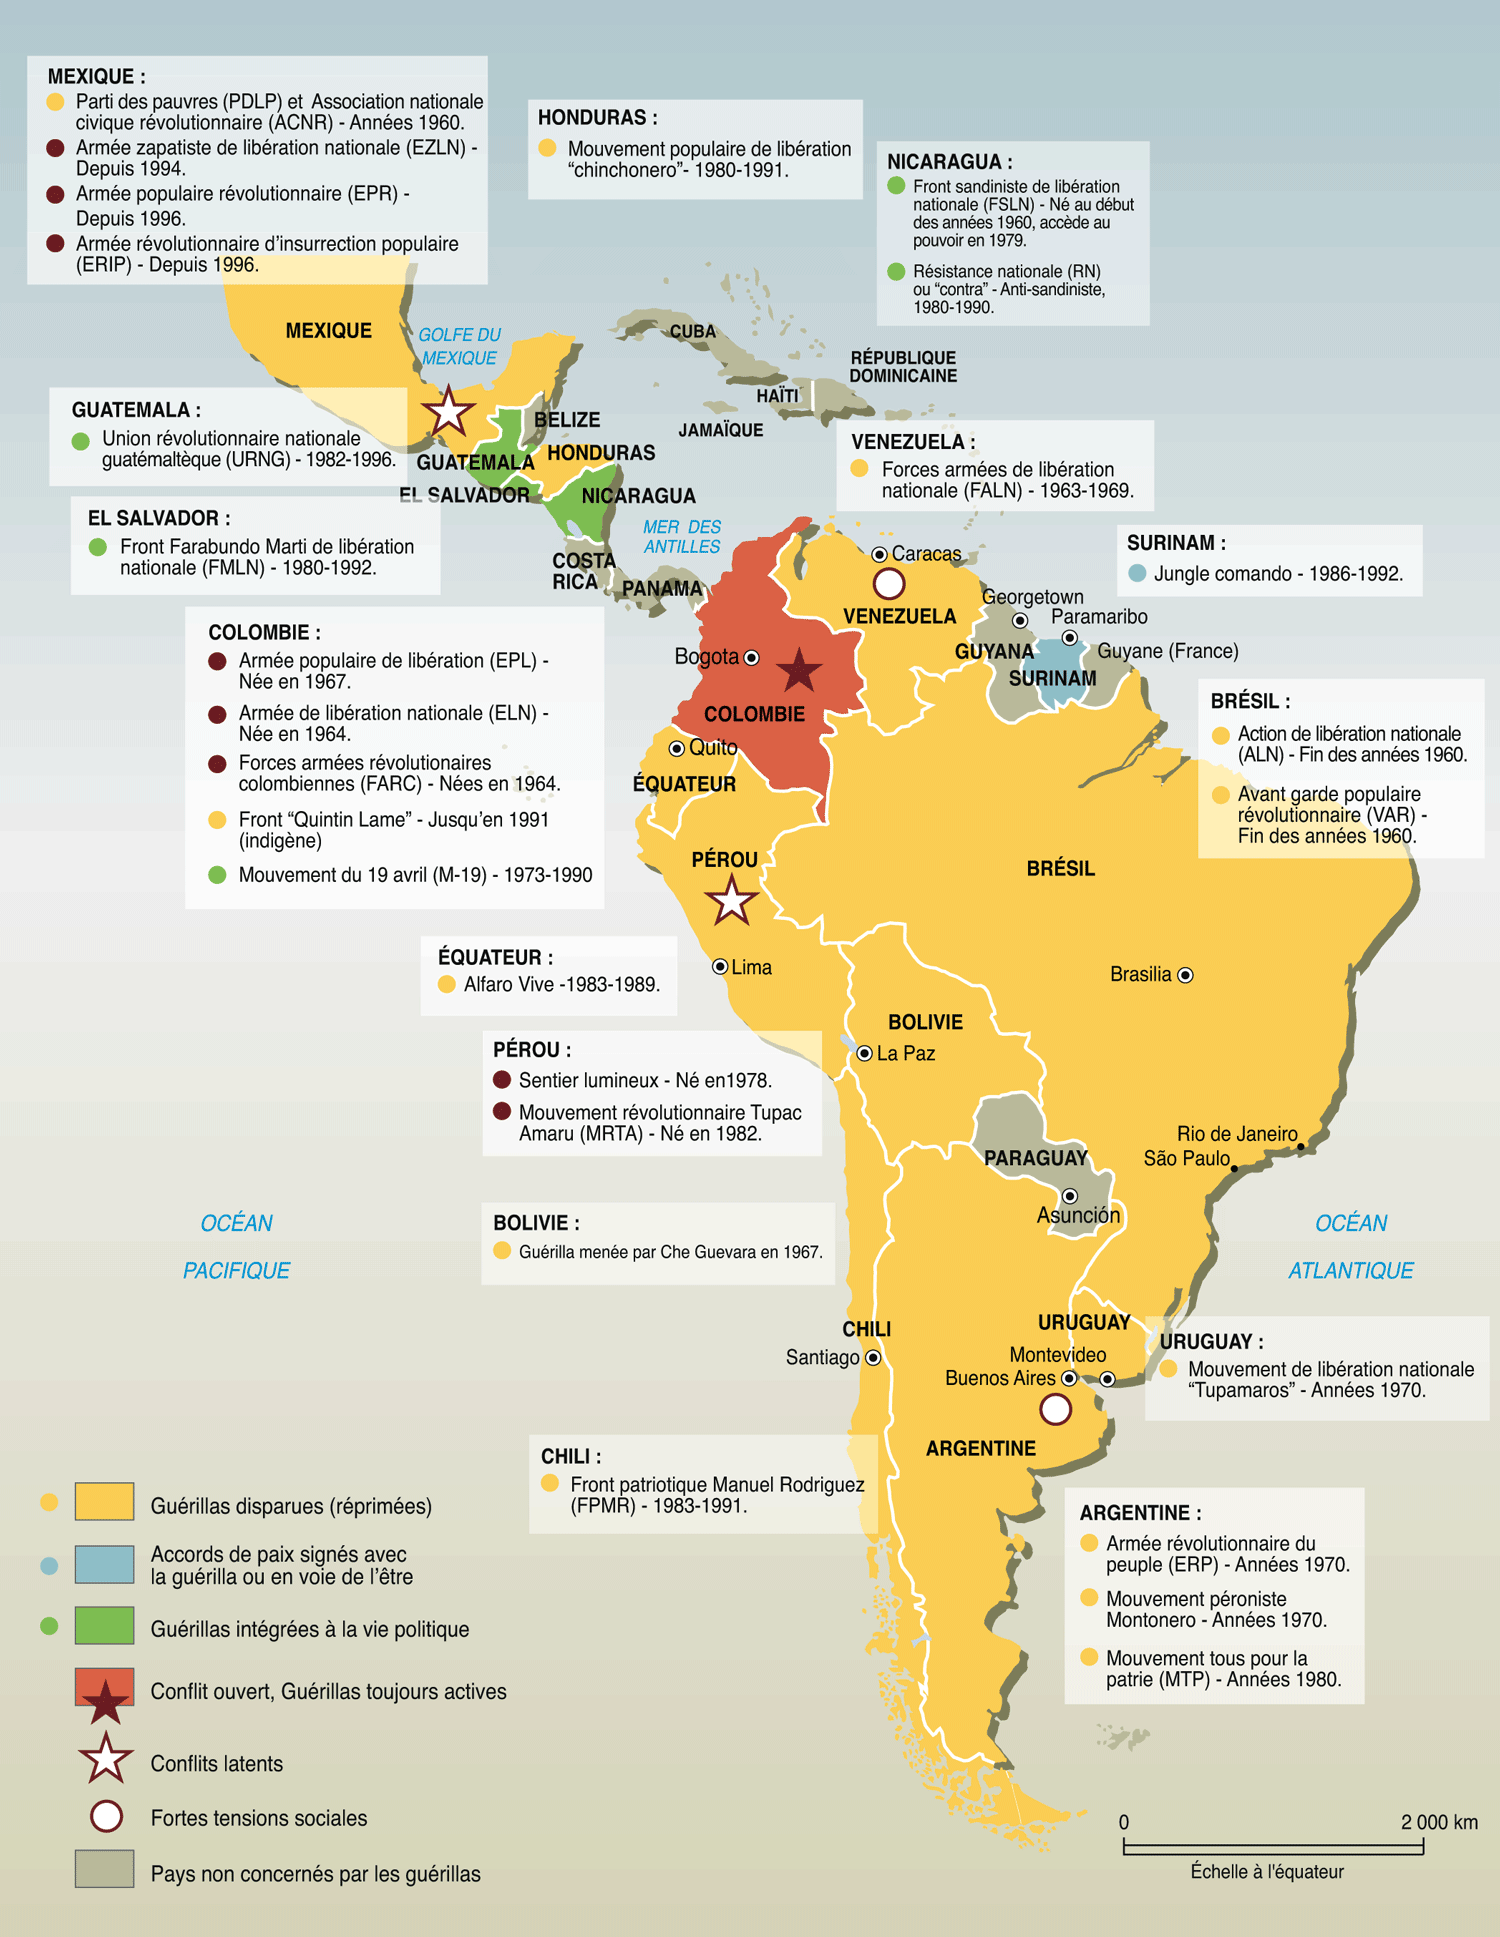 MEXIQUE :
Parti des pauvres (PDLP) et Association nationale
civique révolutionnaire (ACNR) - Années 1960.
Armée zapatiste de libération nationale (EZLN) -
Depuis 1994.
Armée populaire révolutionnaire (EPR) -
Depuis 1996.
Armée révolutionnaire d'insurrection populaire
(ERIP) - Depuis 1996.
HONDURAS :
Mouvement populaire de libération
“chinchonero”- 1980-1991.
NICARAGUA :
Front sandiniste de libération
nationale (FSLN) - Né au début
des années 1960, accède au
pouvoir en 1979.
Résistance nationale (RN)
ou “contra” - Anti-sandiniste,
1980-1990.
MEXIQUE
GOLFE DU
MEXIQUE
CUBA
RÉPUBLIQUE
DOMINICAINE
HAÏTI
JAMAÏQUE
BELIZE
GUATEMALA :
Union révolutionnaire nationale
guatémaltèque (URNG) - 1982-1996.
HONDURAS
GUATEMALA
EL SALVADOR
NICARAGUA
VENEZUELA :
Forces armées de libération
nationale (FALN) - 1963-1969.
EL SALVADOR :
Front Farabundo Marti de libération
nationale (FMLN) - 1980-1992.
MER DES
ANTILLES
COSTA
RICA
PANAMA
SURINAM :
Jungle comando - 1986-1992.
Caracas
VENEZUELA
Georgetown
Paramaribo
GUYANA
Guyane (France)
SURINAM
COLOMBIE :
Armée populaire de libération (EPL) -
Née en 1967.
Armée de libération nationale (ELN) -
Née en 1964.
Forces armées révolutionaires
colombiennes (FARC) - Nées en 1964.
Front “Quintin Lame” - Jusqu'en 1991
(indigène)
Mouvement du 19 avril (M-19) - 1973-1990
Bogota
COLOMBIE
Quito
ÉQUATEUR
BRÉSIL :
Action de libération nationale
(ALN) - Fin des années 1960.
Avant garde populaire
révolutionnaire (VAR) -
Fin des années 1960.
PÉROU
BRÉSIL
ÉQUATEUR :
Alfaro Vive -1983-1989.
Lima
Brasilia
BOLIVIE
La Paz
PÉROU :
Sentier lumineux - Né en1978.
Mouvement révolutionnaire Tupac
Amaru (MRTA) - Né en 1982.
Rio de Janeiro
São Paulo
PARAGUAY
Asunción
OCÉAN
PACIFIQUE
BOLIVIE :
Guérilla menée par Che Guevara en 1967.
OCÉAN
ATLANTIQUE
CHILI
Santiago
URUGUAY
Montevideo
Buenos Aires
URUGUAY :
Mouvement de libération nationale
“Tupamaros” - Années 1970.
ARGENTINE
CHILI :
Front patriotique Manuel Rodriguez
(FPMR) - 1983-1991.
ARGENTINE :
Armée révolutionnaire du
peuple (ERP) - Années 1970.
Mouvement péroniste
Montonero - Années 1970.
Mouvement tous pour la
patrie (MTP) - Années 1980.
Guérillas disparues (réprimées)
Accords de paix signés avec
la guérilla ou en voie de l'être
Guérillas intégrées à la vie politique
Conflit ouvert, Guérillas toujours actives
Conflits latents
Fortes tensions sociales
Pays non concernés par les guérillas
0 2 000 km
Échelle à l'équateur